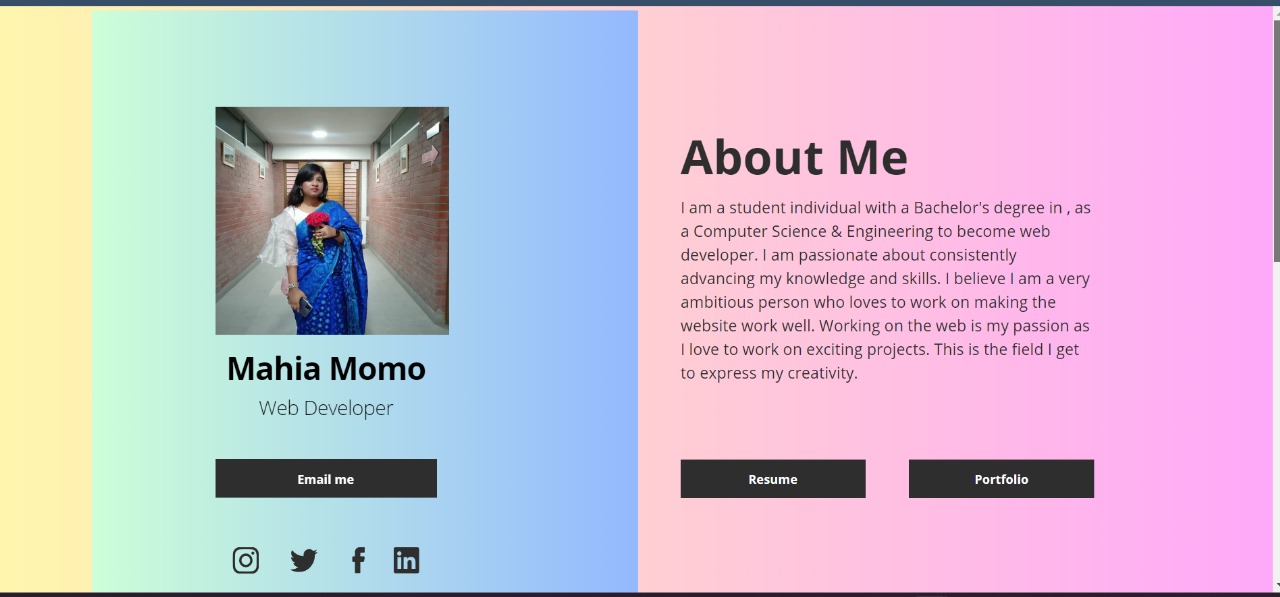 Mahia Momo
Web Developer
Email me
About Me
I am a student individual with a Bachelor's degree in , as
a Computer Science & Engineering to become web
developer. I am passionate about consistently
advancing my knowledge and skills. I believe I am a very
ambitious person who loves to work on making the
website work well. Working on the web is my passion as
I love to work on exciting projects. This is the field I get
to express my creativity.
Resume
Portfolio